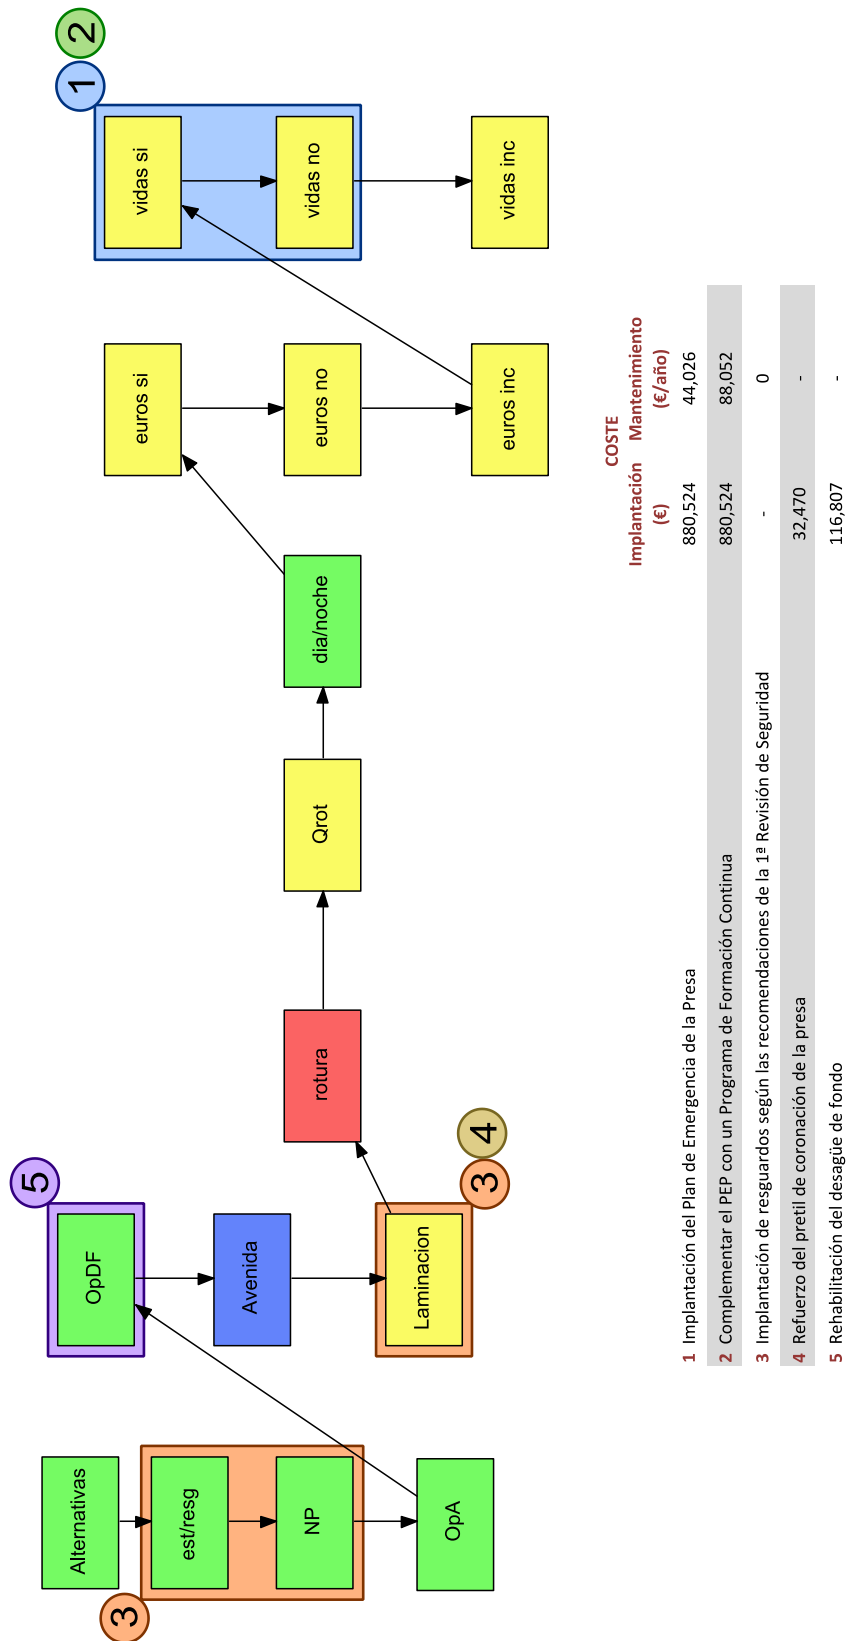 3
Alternativas
est/resg
NP
OpA
5
OpDF
Avenida
Laminacion
3
4
rotura
Qrot
dia/noche
euros si
euros no
euros inc
1
2
vidas si
vidas no
vidas inc
COSTE
Implantación Mantenimiento
(€) (€/año)
1 Implantación del Plan de Emergencia de la Presa 880,524 44,026
2 Complementar el PEP con un Programa de Formación Continua 880,524 88,052
3 Implantación de resguardos según las recomendaciones de la 1ª Revisión de Seguridad - 0
4 Refuerzo del pretil de coronación de la presa 32,470 -
5 Rehabilitación del desagüe de fondo 116,807 -